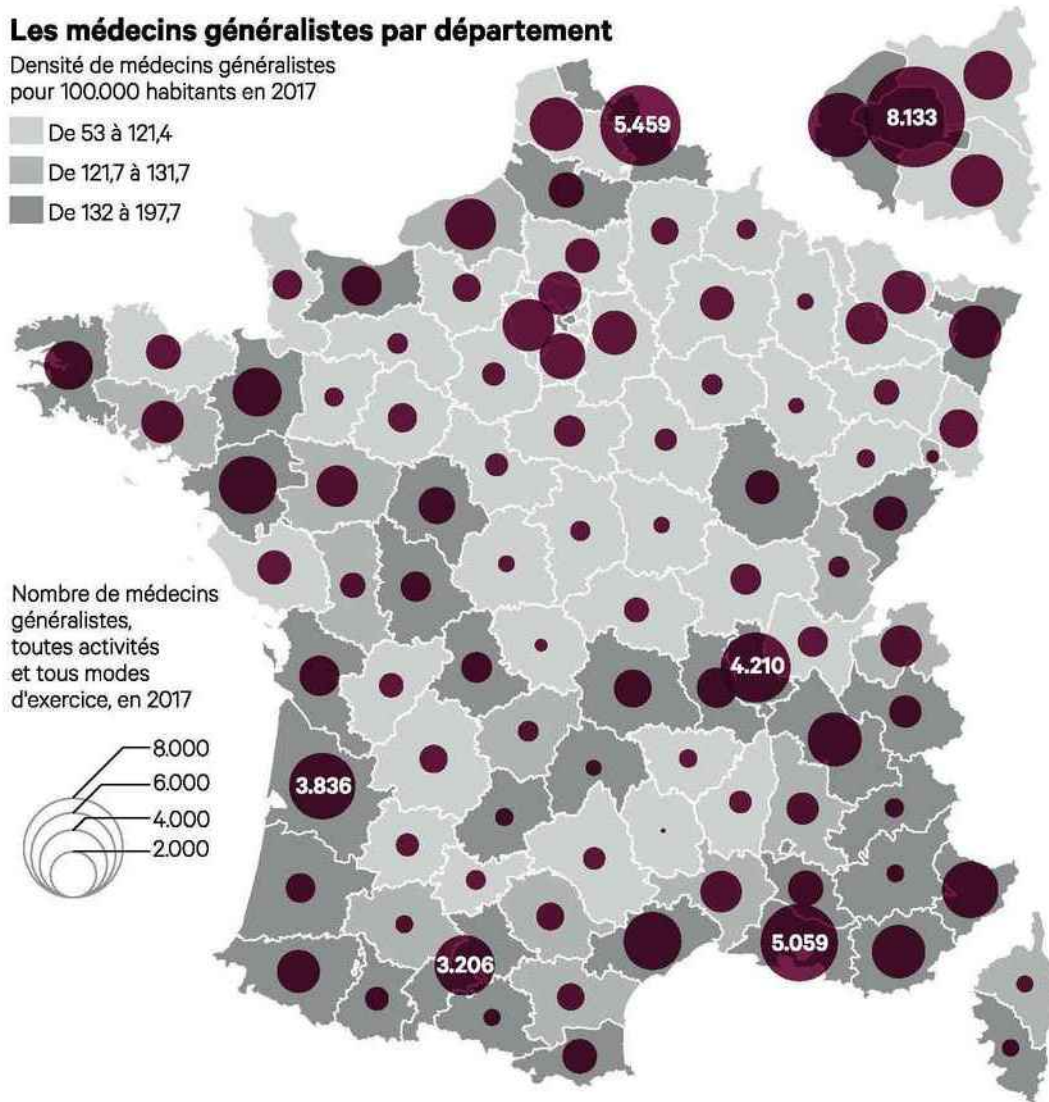 Les médecins généralistes par département
Densité de médecins généralistes
pour 100.000 habitants en 2017
De 53 à 121,4
De 121,7 à 131,7
De 132 à 197,7
5.459
8.133
Nombre de médecins
généralistes,
toutes activités
et tous modes
d'exercice, en 2017
8.000
6.000
4.000
2.000
4.210
3.836
3.206
5.059